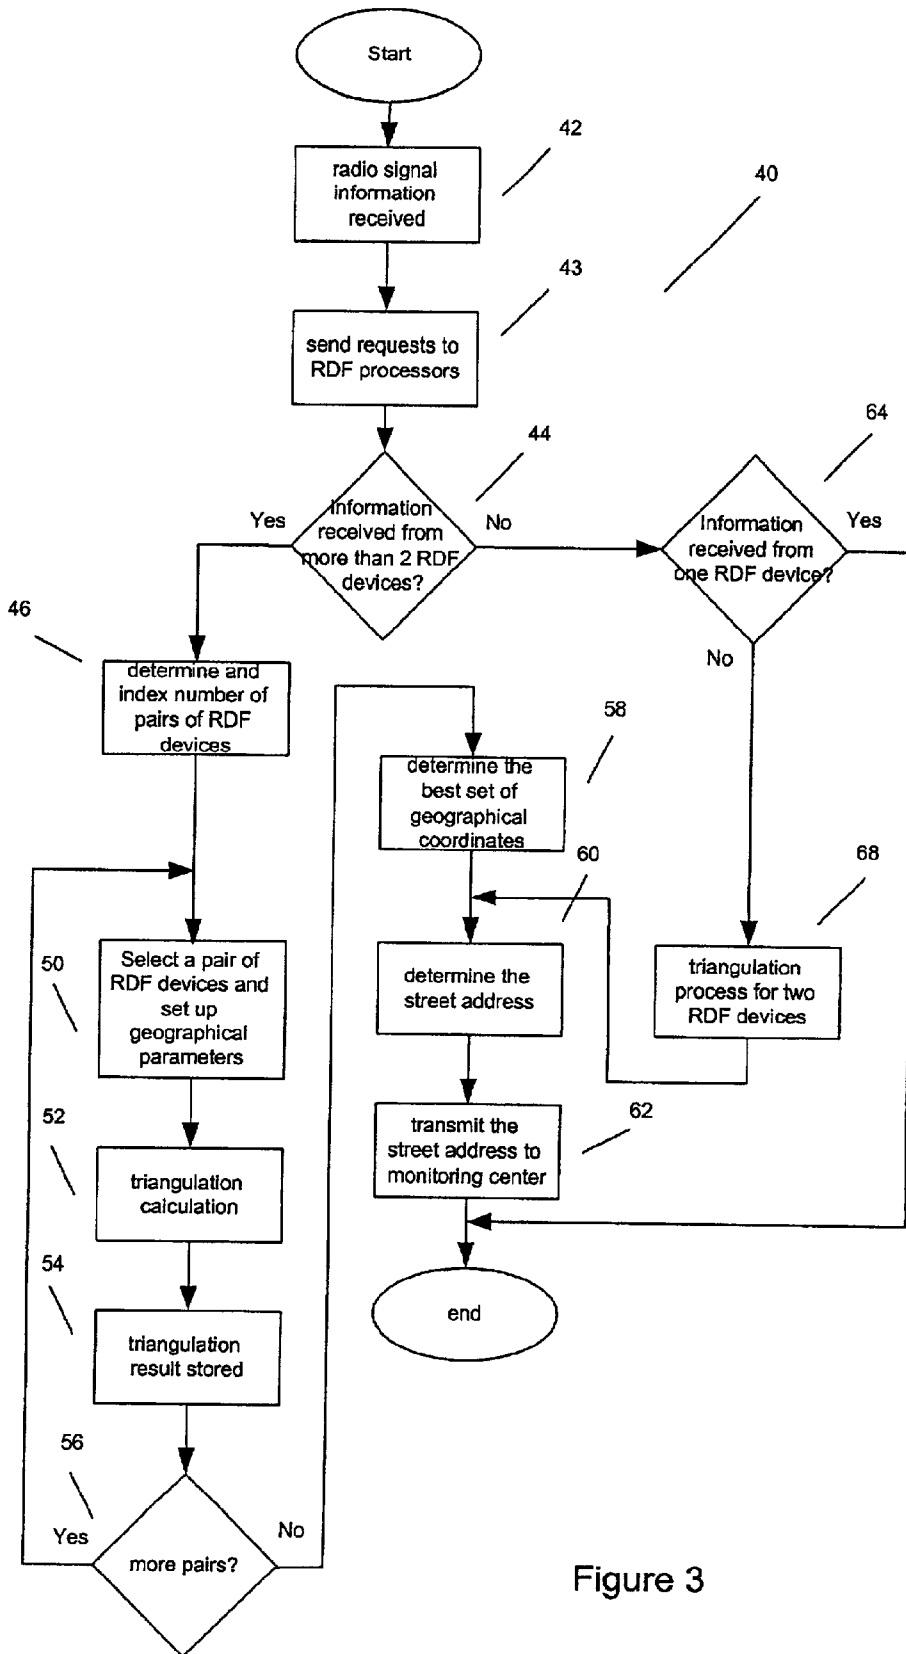 Start
42
radio signal
information
received
40
43
send requests to
RDF processors
44
64
Yes
information
received from
more than 2 RDF
devices?
No
Information
received from
one RDF device?
Yes
No
46
determine and
index number of
pairs of RDF
devices
58
determine the
best set of
geographical
coordinates
60
68
50
Select a pair of
RDF devices and
set up
geographical
parameters
determine the
street address
triangulation
process for two
RDF devices
52
triangulation
calculation
62
transmit the
street address to
monitoring center
54
triangulation
result stored
end
56
Yes
more pairs?
No
Figure 3